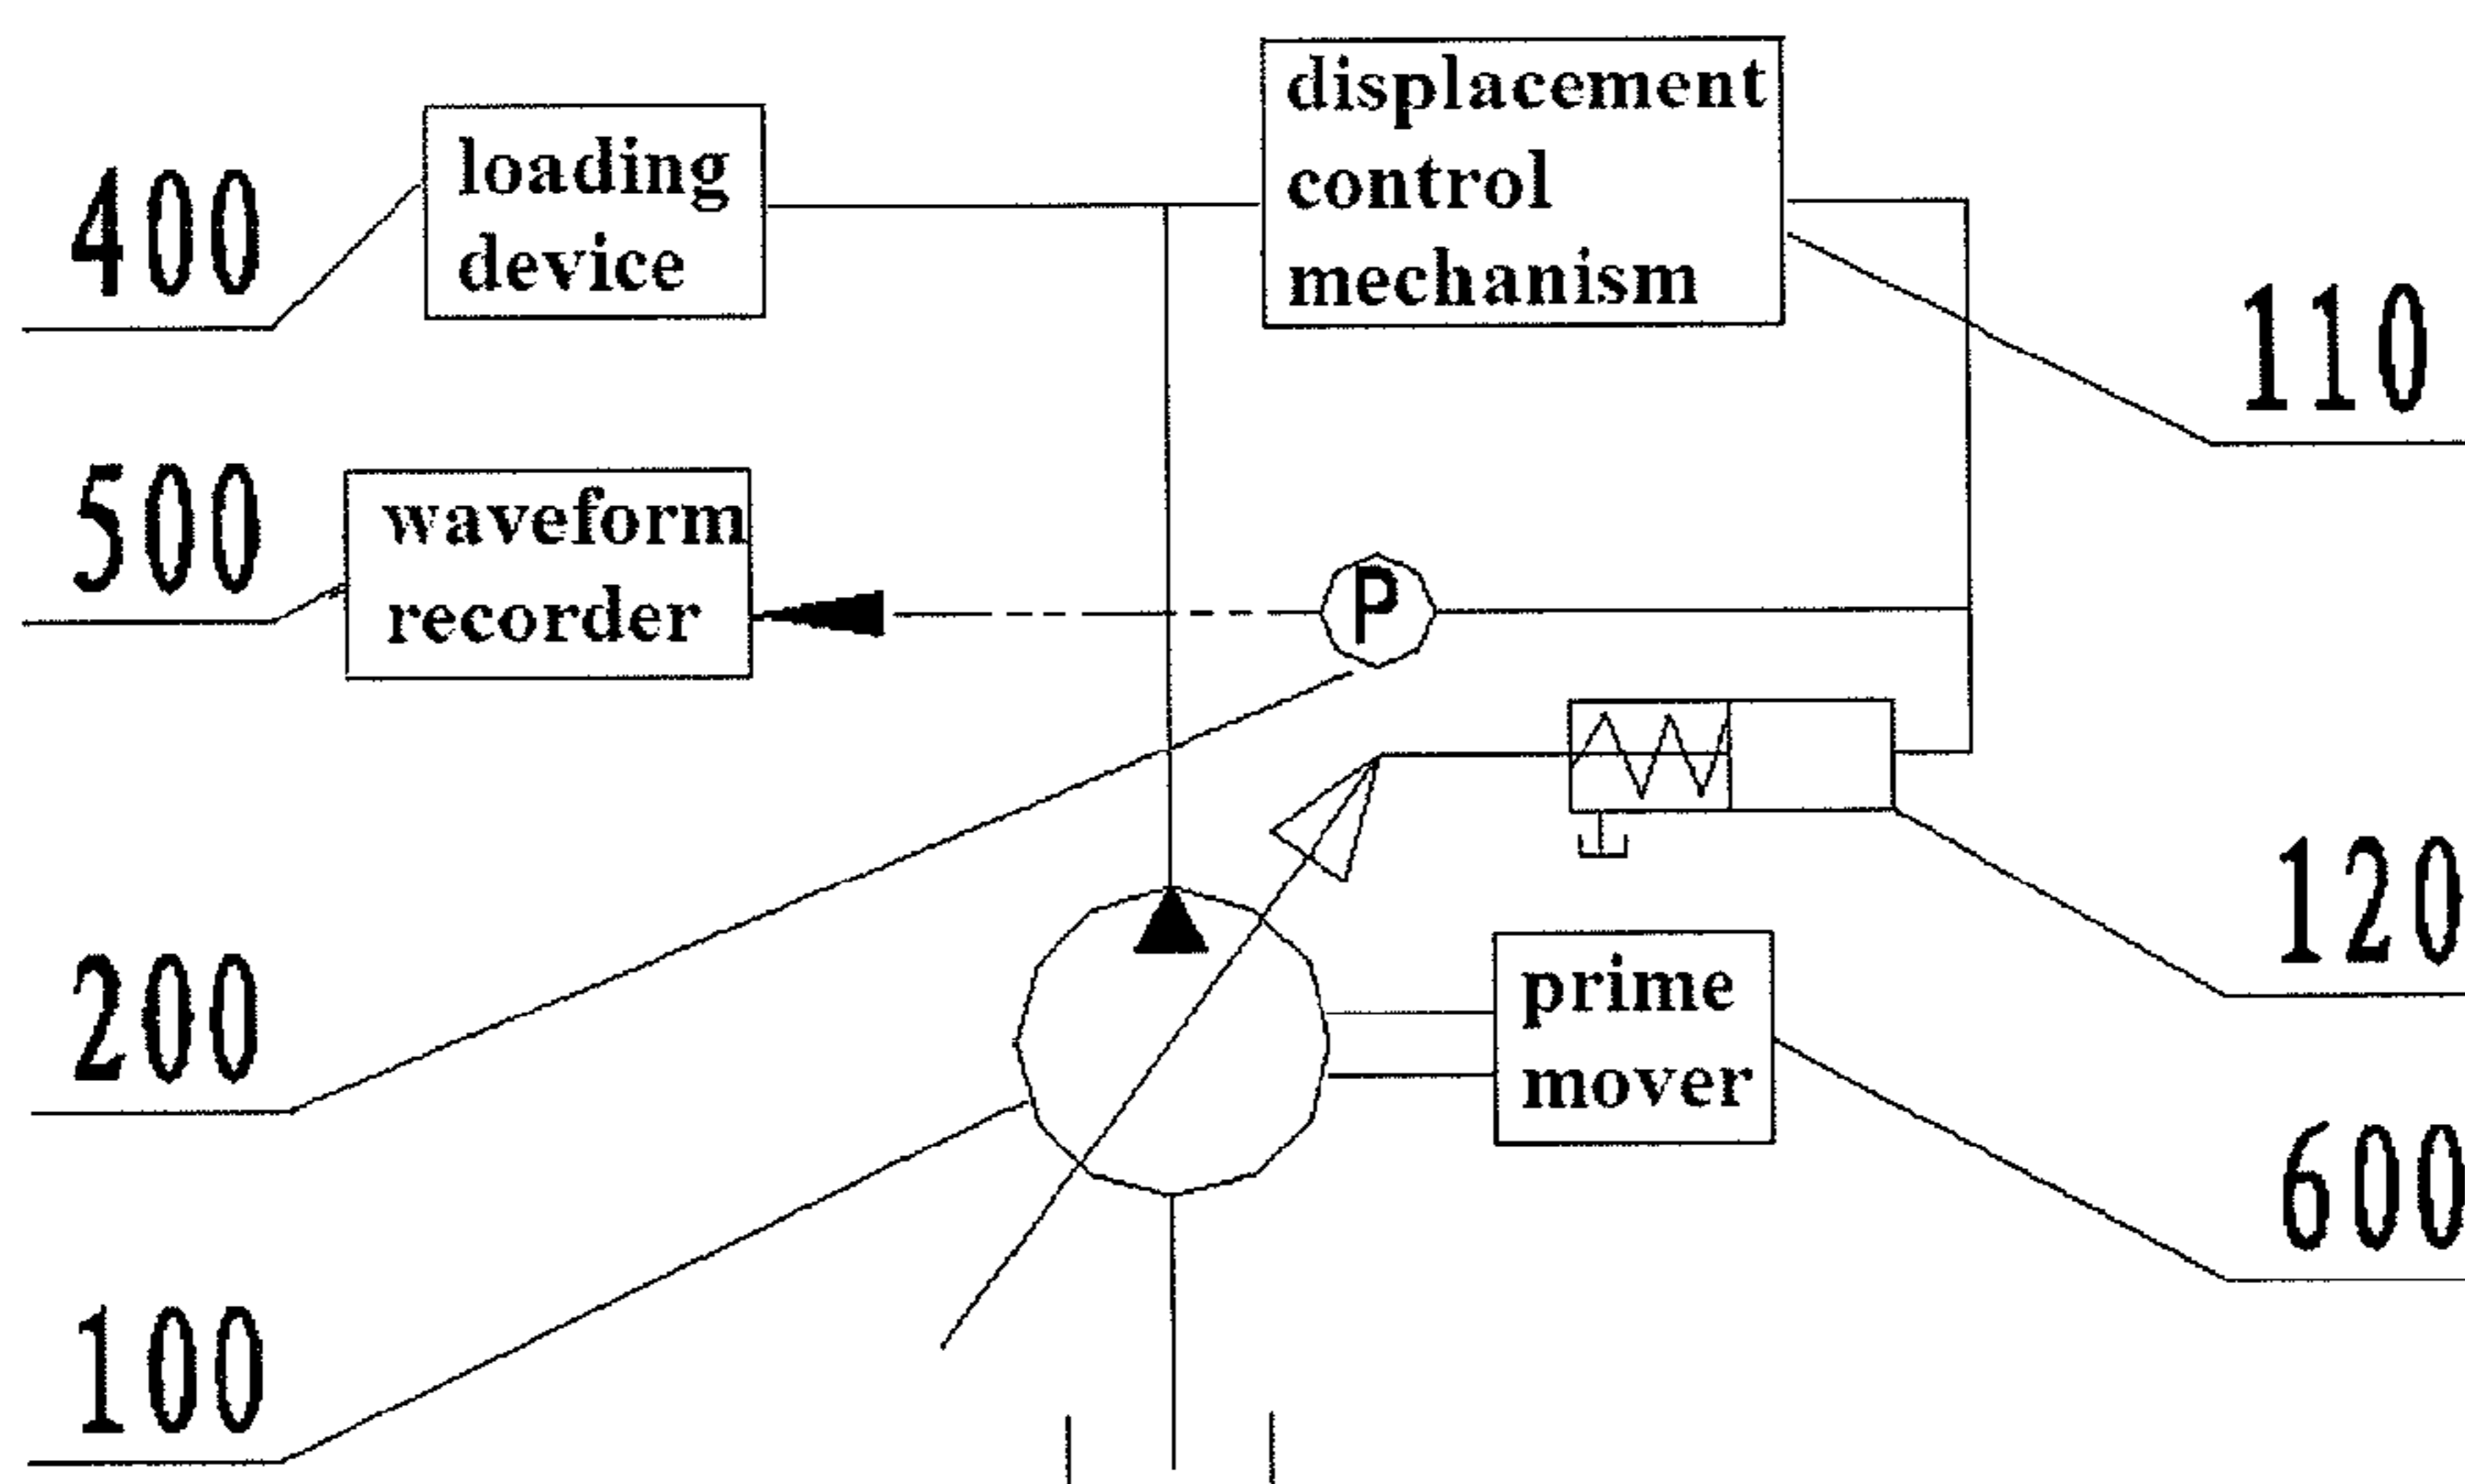 displacement
control
mechanism
loading
device
400
110
500
waveform
recorder
P
120
200
prime
mover
600
100